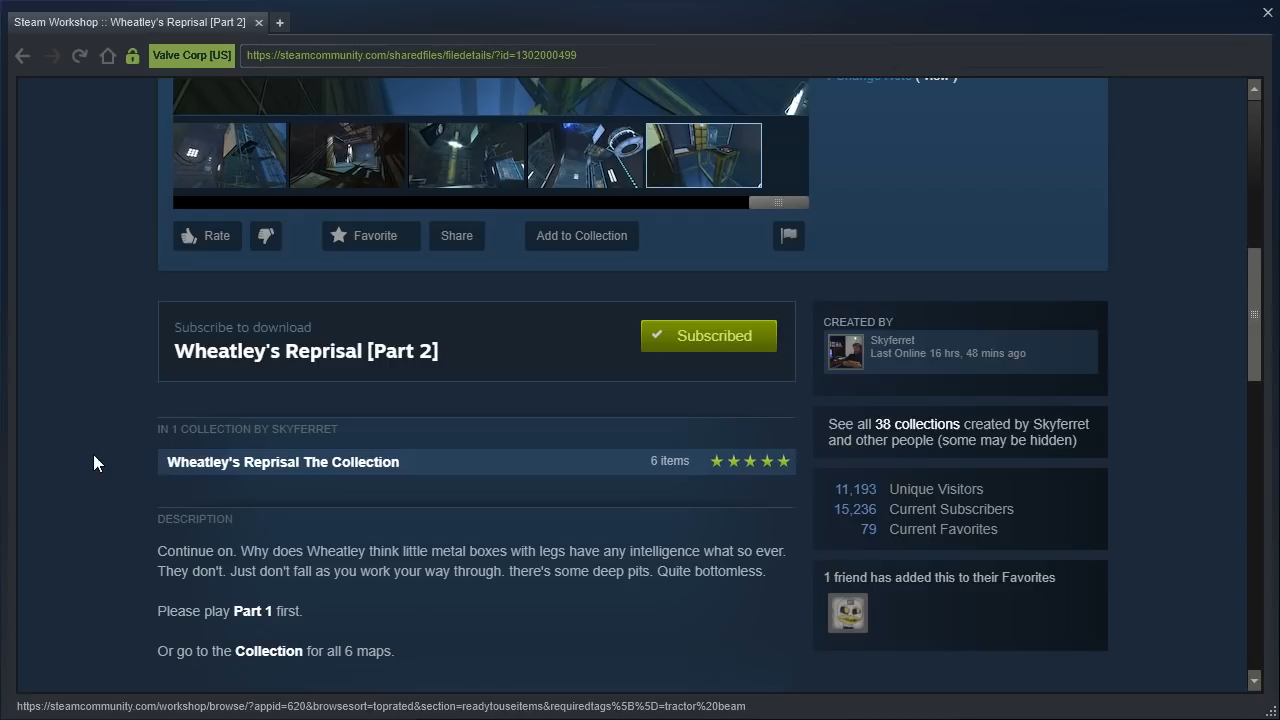 Steam Workshop :: Wheatley's Reprisal [Part 2]
Valve Corp [US]
https://steamcommunity.com/sharedfiles/filedetails/?id=1302000499
Rate
Favorite
Share
Add to Collection
Subscribe to download
Wheatley's Reprisal [Part 2]
Subscribed
IN 1 COLLECTION BY SKYFERRET
Wheatley's Reprisal The Collection
6 items
DESCRIPTION
Continue on. Why does Wheatley think little metal boxes with legs have any intelligence what so ever.
They don't. Just don't fall as you work your way through. there's some deep pits. Quite bottomless.
Please play Part 1 first.
Or go to the Collection for all 6 maps.
CREATED BY
Skyferret
Last Online 16 hrs, 48 mins ago
See all 38 collections created by Skyferret
and other people (some may be hidden)
11,193 Unique Visitors
15,236 Current Subscribers
79 Current Favorites
1 friend has added this to their Favorites
https://steamcommunity.com/workshop/browse/?appid=620&browsesort=toprated&section=readytouseitems&requiredtags%5B%5D=tractor%20beam